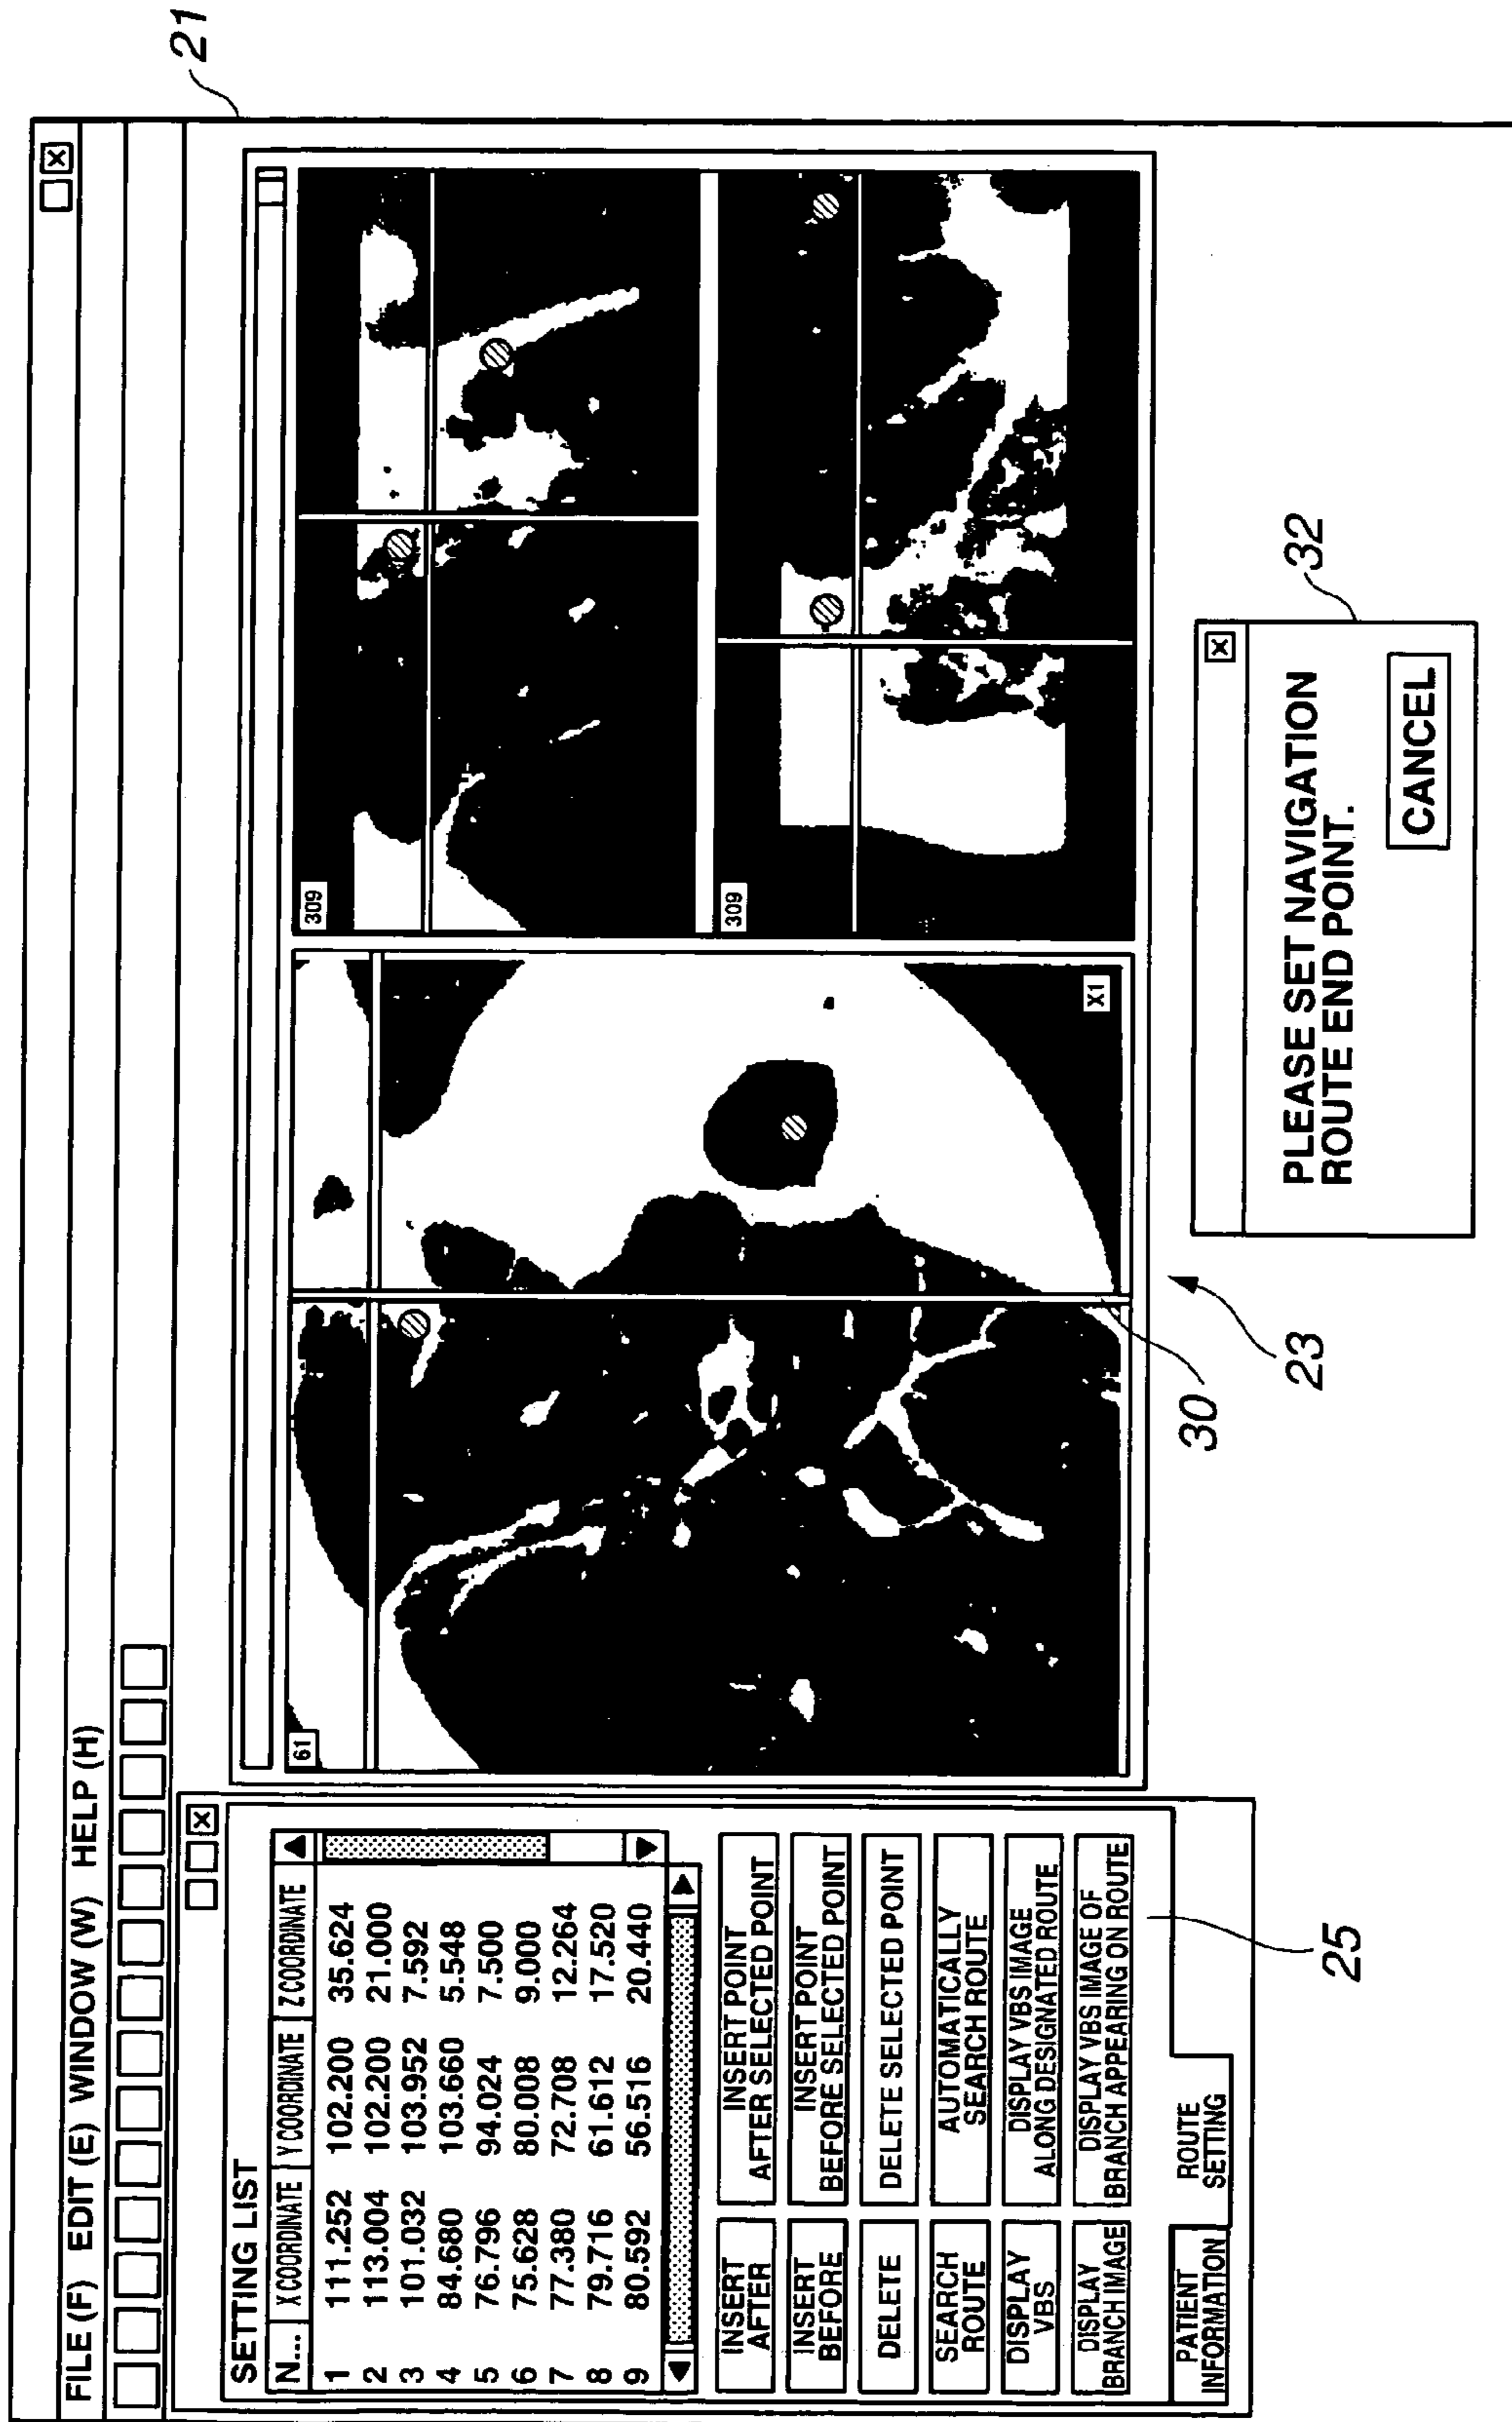 21
FILE (F) EDIT (E) WINDOW (W) HELP (H)
SETTING LIST
N... X COORDINATE Y COORDINATE Z COORDINATE
1 111.252 102.200 35.624
2 113.004 102.200 21.000
3 101.032 103.952 7.592
4 84.680 103.660 5.548
5 76.796 94.024 7.500
6 75.628 80.008 9.000
7 77.380 72.708 12.264
8 79.716 61.612 17.520
9 80.592 56.516 20.440
INSERT AFTER
INSERT POINT
AFTER SELECTED POINT
INSERT BEFORE
INSERT POINT
BEFORE SELECTED POINT
DELETE
DELETE SELECTED POINT
SEARCH ROUTE
AUTOMATICALLY
SEARCH ROUTE
DISPLAY VBS
DISPLAY VBS IMAGE
ALONG DESIGNATED ROUTE
DISPLAY
BRANCH IMAGE
DISPLAY VBS IMAGE OF
BRANCH APPEARING ON ROUTE
PATIENT
INFORMATION
ROUTE
SETTING
25
61
X1
309
309
30
23
PLEASE SET NAVIGATION
ROUTE END POINT.
CANCEL
32